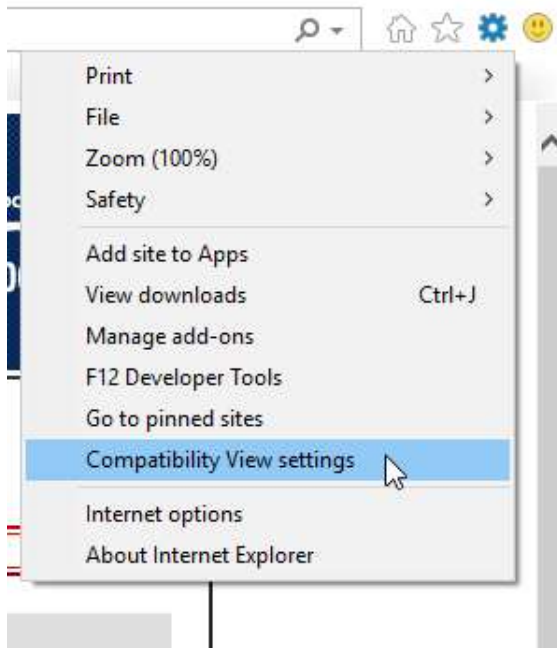 Print
File
Zoom (100%)
Safety
Add site to Apps
View downloads Ctrl+J
Manage add-ons
F12 Developer Tools
Go to pinned sites
Compatibility View settings
Internet options
About Internet Explorer